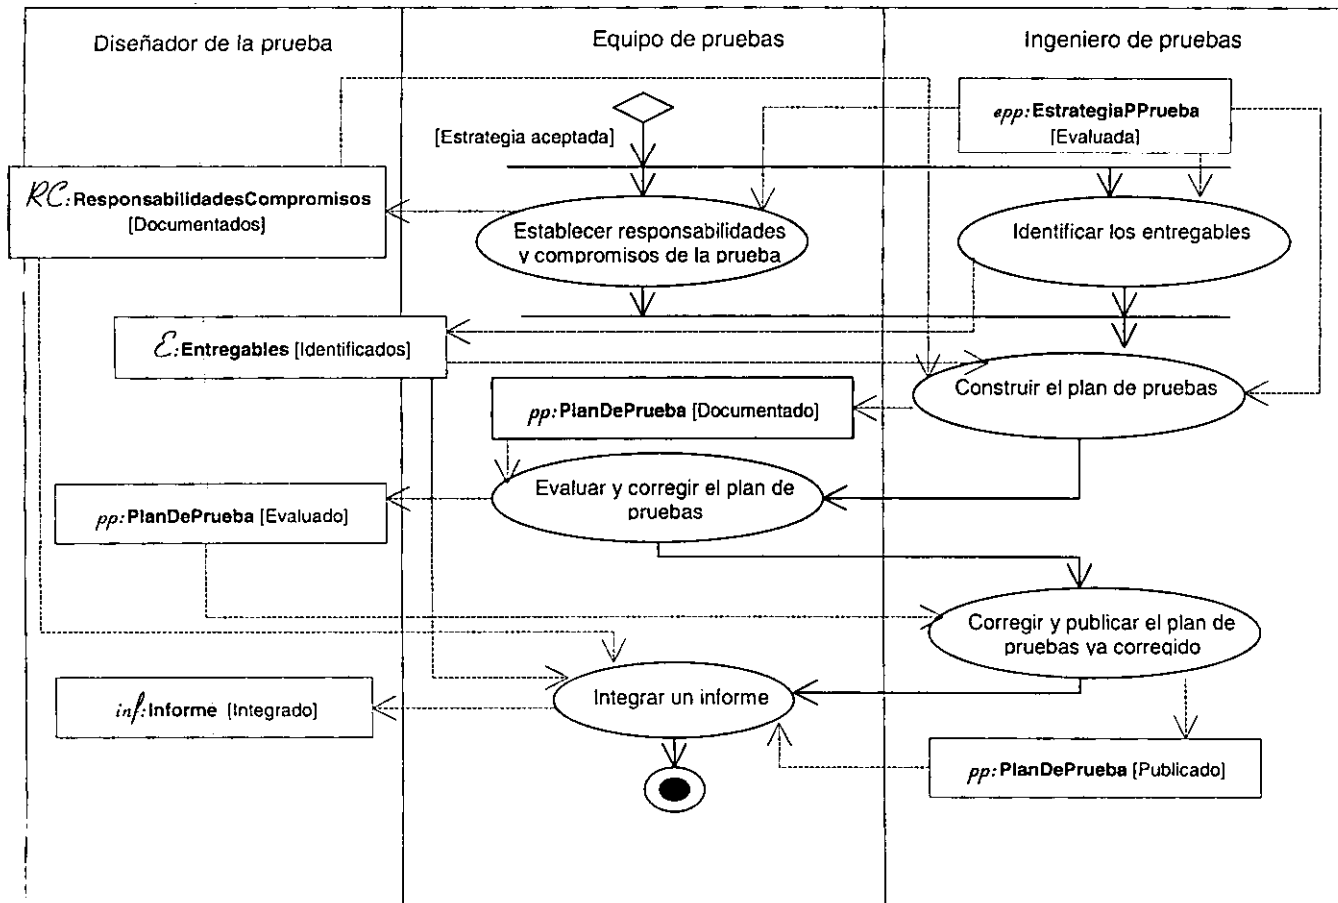 Diseñador de la prueba
Equipo de pruebas
Ingeniero de pruebas
epp:EstrategiaPPrueba
[Evaluada]
[Estrategia aceptada]
RC:ResponsabilidadesCompromisos
[Documentados]
Establecer responsabilidades
y compromisos de la prueba
Identificar los entregables
E:Entregables [Identificados]
Construir el plan de pruebas
pp:PlanDePrueba [Documentado]
Evaluar y corregir el plan de
pruebas
pp:PlanDePrueba [Evaluado]
Corregir y publicar el plan de
pruebas ya corregido
Integrar un informe
inf:Informe [Integrado]
pp:PlanDePrueba [Publicado]